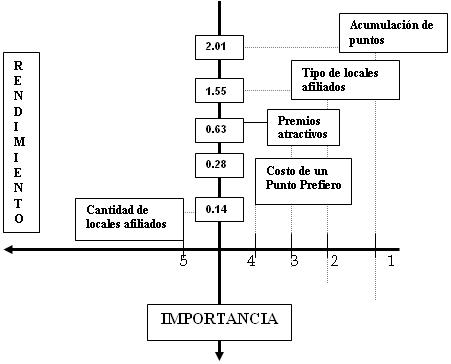 Acumulación de
puntos
2.01
Tipo de locales
afiliados
1.55
RENDIMIENTO
Premios
atractivos
0.63
Costo de un
Punto Prefiero
0.28
Cantidad de
locales afiliados
0.14
5 4 3 2 1
IMPORTANCIA